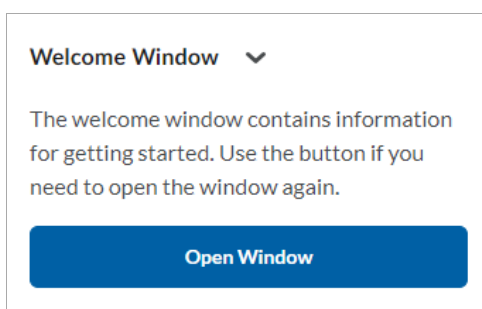 Welcome Window
The welcome window contains information
for getting started. Use the button if you
need to open the window again.
Open Window